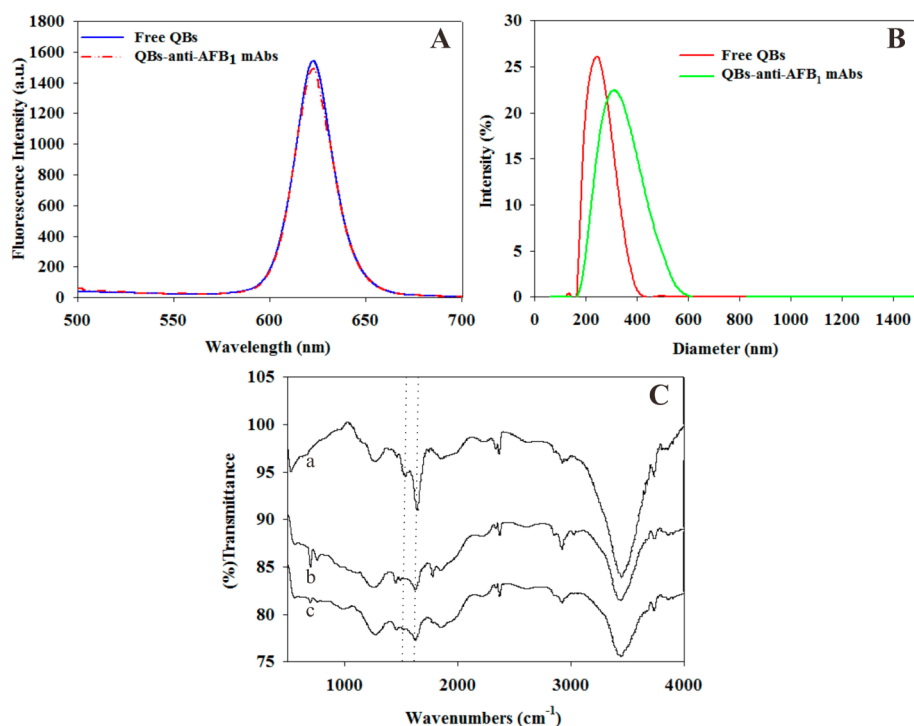 A
Free QBs
QBs-anti-AFB1 mAbs
Fluorescence Intensity (a.u.)
1800
1600
1400
1200
1000
800
600
400
200
0
500 550 600 650 700
Wavelength (nm)
B
Free QBs
QBs-anti-AFB1 mAbs
Intensity (%)
30
25
20
15
10
5
0
0 200 400 600 800 1000 1200 1400
Diameter (nm)
C
(%)Transmittance
105
100
95
90
85
80
75
a
b
c
1000 2000 3000 4000
Wavenumbers (cm-1)